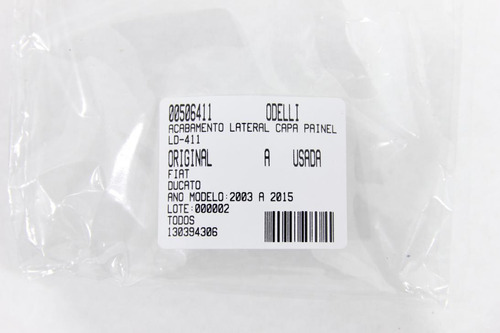 00506411 ODELLI
ACABAMENTO LATERAL CAPA PAINEL
LD-411
ORIGINAL A USADA
FIAT
DUCATO
ANO MODELO:2003 A 2015
LOTE:000002
TODOS
130394306